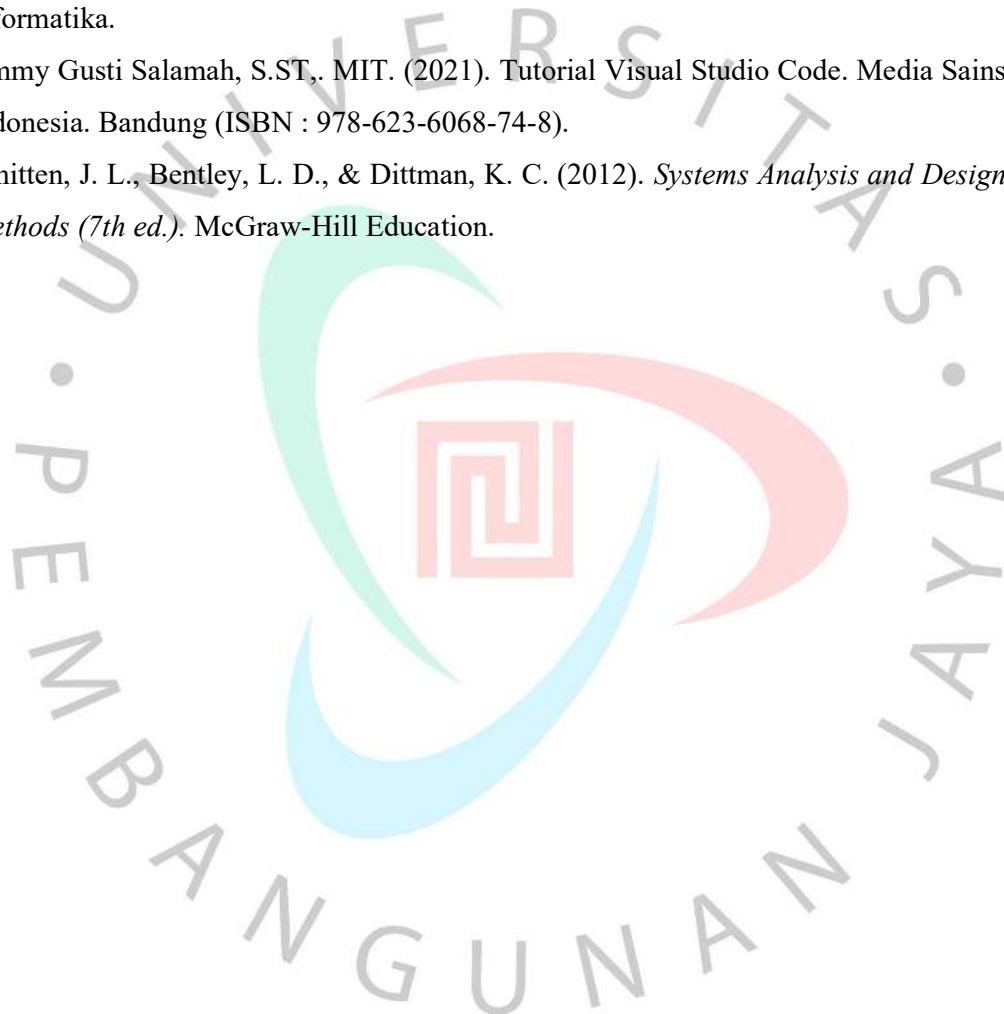 formatika.
mmy Gusti Salamah, S.ST,. MIT. (2021). Tutorial Visual Studio Code. Media Sains
donesia. Bandung (ISBN : 978-623-6068-74-8).
hitten, J. L., Bentley, L. D., & Dittman, K. C. (2012). Systems Analysis and Design
ethods (7th ed.). McGraw-Hill Education.
UNIVERSITAS • PEMBANGUNAN JAYA •